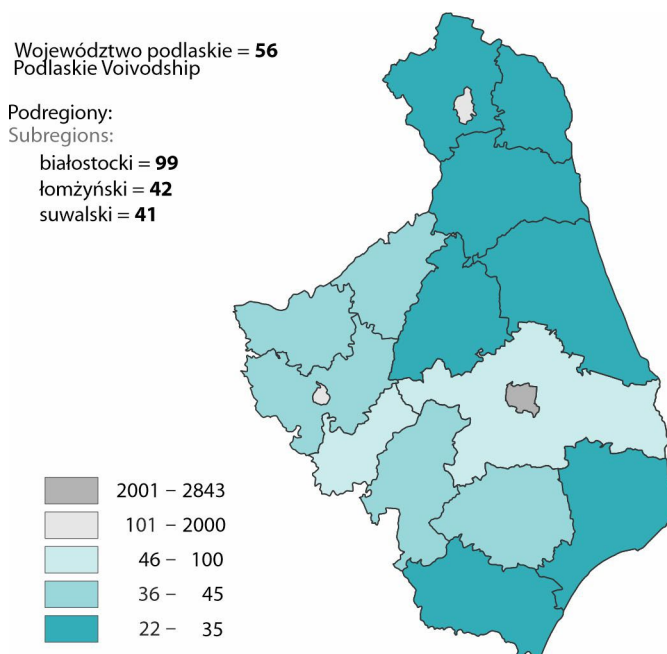 Województwo podlaskie = 56
Podlaskie Voivodship
Podregiony:
Subregions:
białostocki = 99
łomżyński = 42
suwalski = 41
2001 – 2843
101 – 2000
46 – 100
36 – 45
22 – 35